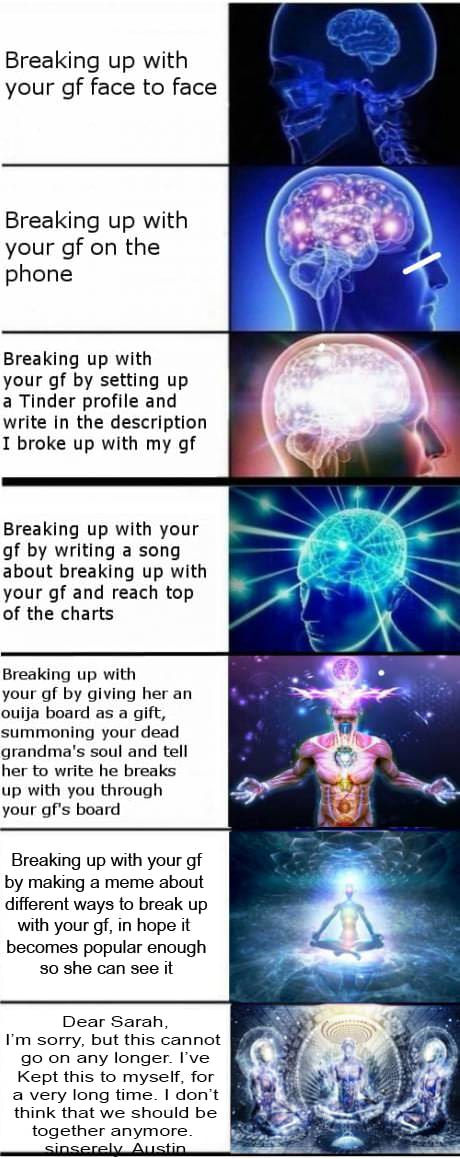 Breaking up with
your gf face to face
Breaking up with
your gf on the
phone
Breaking up with
your gf by setting up
a Tinder profile and
write in the description
I broke up with my gf
Breaking up with your
gf by writing a song
about breaking up with
your gf and reach top
of the charts
Breaking up with
your gf by giving her an
ouija board as a gift,
summoning your dead
grandma's soul and tell
her to write he breaks
up with you through
your gf's board
Breaking up with your gf
by making a meme about
different ways to break up
with your gf, in hope it
becomes popular enough
so she can see it
Dear Sarah,
I'm sorry, but this cannot
go on any longer. I've
Kept this to myself, for
a very long time. I don't
think that we should be
together anymore.
sinserely, Austin